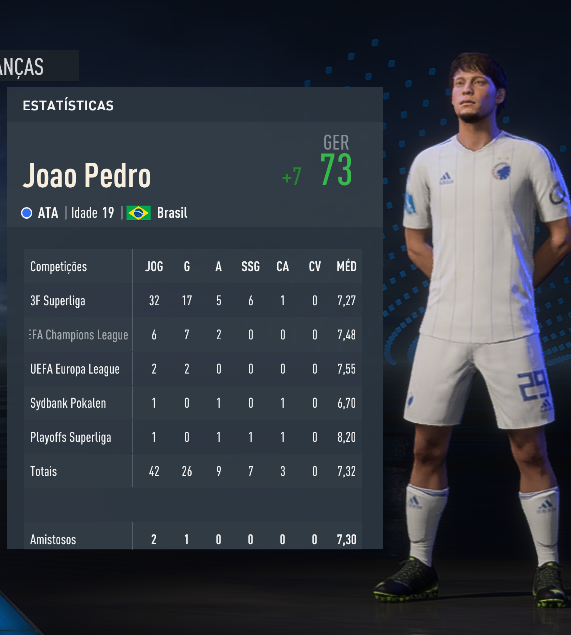 ANÇAS
ESTATÍSTICAS
GER
Joao Pedro +7 73
ATA | Idade 19 | Brasil
Competições JOG G A SSG CA CV MÉD
3F Superliga 32 17 5 6 1 0 7,27
EFA Champions League 6 7 2 0 0 0 7,48
UEFA Europa League 2 2 0 0 0 0 7,55
Sydbank Pokalen 1 0 1 0 1 0 6,70
Playoffs Superliga 1 0 1 1 1 0 8,20
Totais 42 26 9 7 3 0 7,32
Amistosos 2 1 0 0 0 0 7,30
29